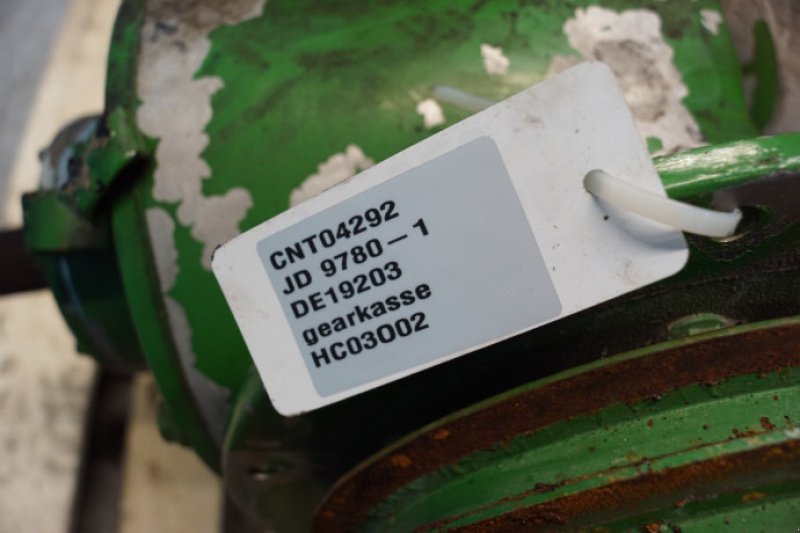 CNT04292
JD 9780-1
DE19203
gearkasse
HC03O02